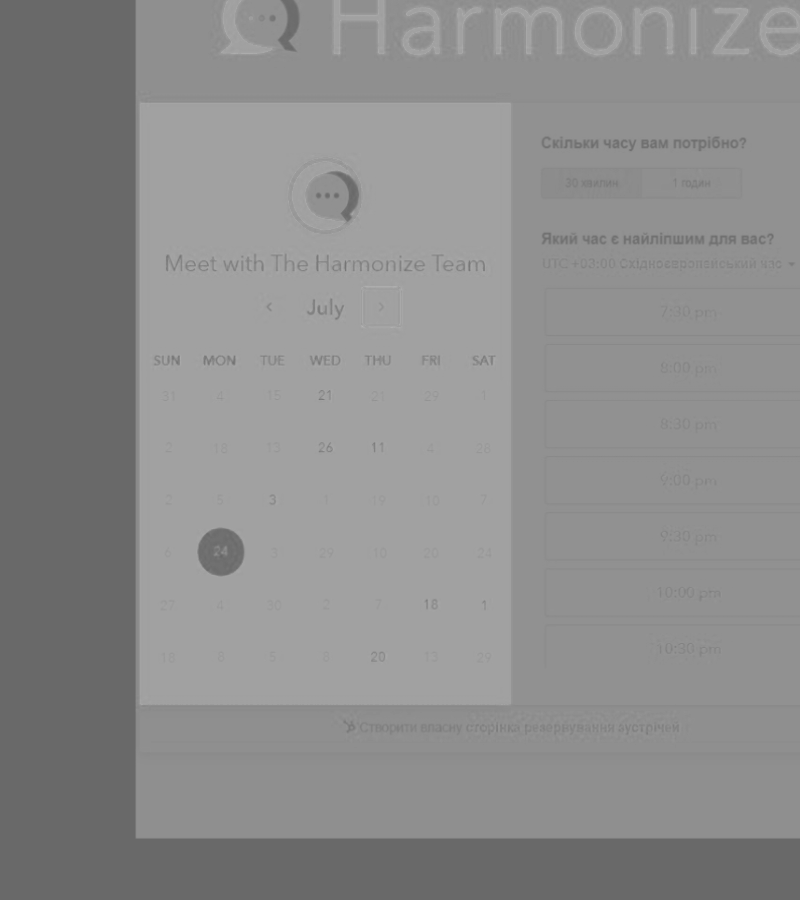 Harmonize
Meet with The Harmonize Team
July
SUN MON TUE WED THU FRI SAT
31 4 15 21 21 29 1
2 18 13 26 11 4 28
2 5 3 1 19 10 7
6 24 3 29 10 20 24
27 4 30 2 7 18 1
18 8 5 6 20 13 29
Скільки часу вам потрібно?
30 хвилин 1 годин
Який час є найліпшим для вас?
UTC +03:00 Східноєвропейський час
7:30 pm
8:00 pm
8:30 pm
9:00 pm
9:30 pm
10:00 pm
10:30 pm
Створити власну сторінка резервування зустрічей